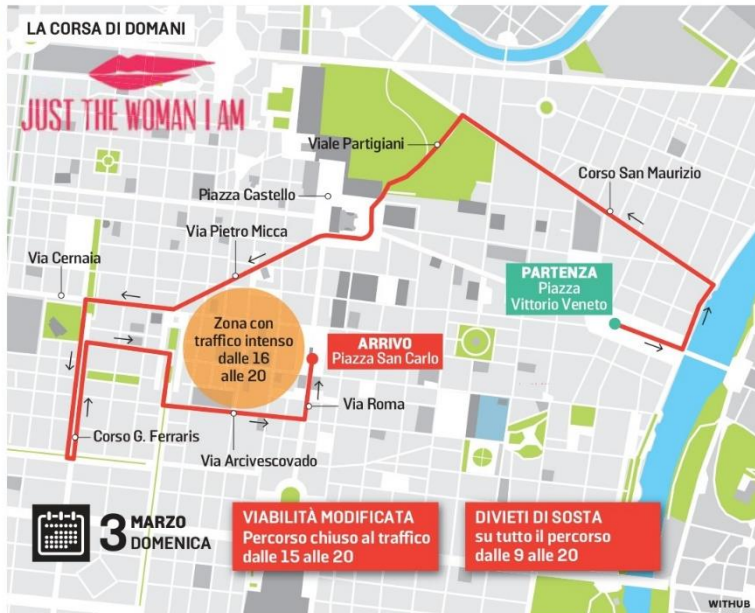 LA CORSA DI DOMANI
JUST THE WOMAN I AM
Viale Partigiani
Corso San Maurizio
Piazza Castello
Via Pietro Micca
Via Cernaia
PARTENZA
Piazza
Vittorio Veneto
Zona con
traffico intenso
dalle 16
alle 20
ARRIVO
Piazza San Carlo
Via Roma
Corso G. Ferraris
Via Arcivescovado
3 MARZO
DOMENICA
VIABILITÀ MODIFICATA
Percorso chiuso al traffico
dalle 15 alle 20
DIVIETI DI SOSTA
su tutto il percorso
dalle 9 alle 20
WITHUB